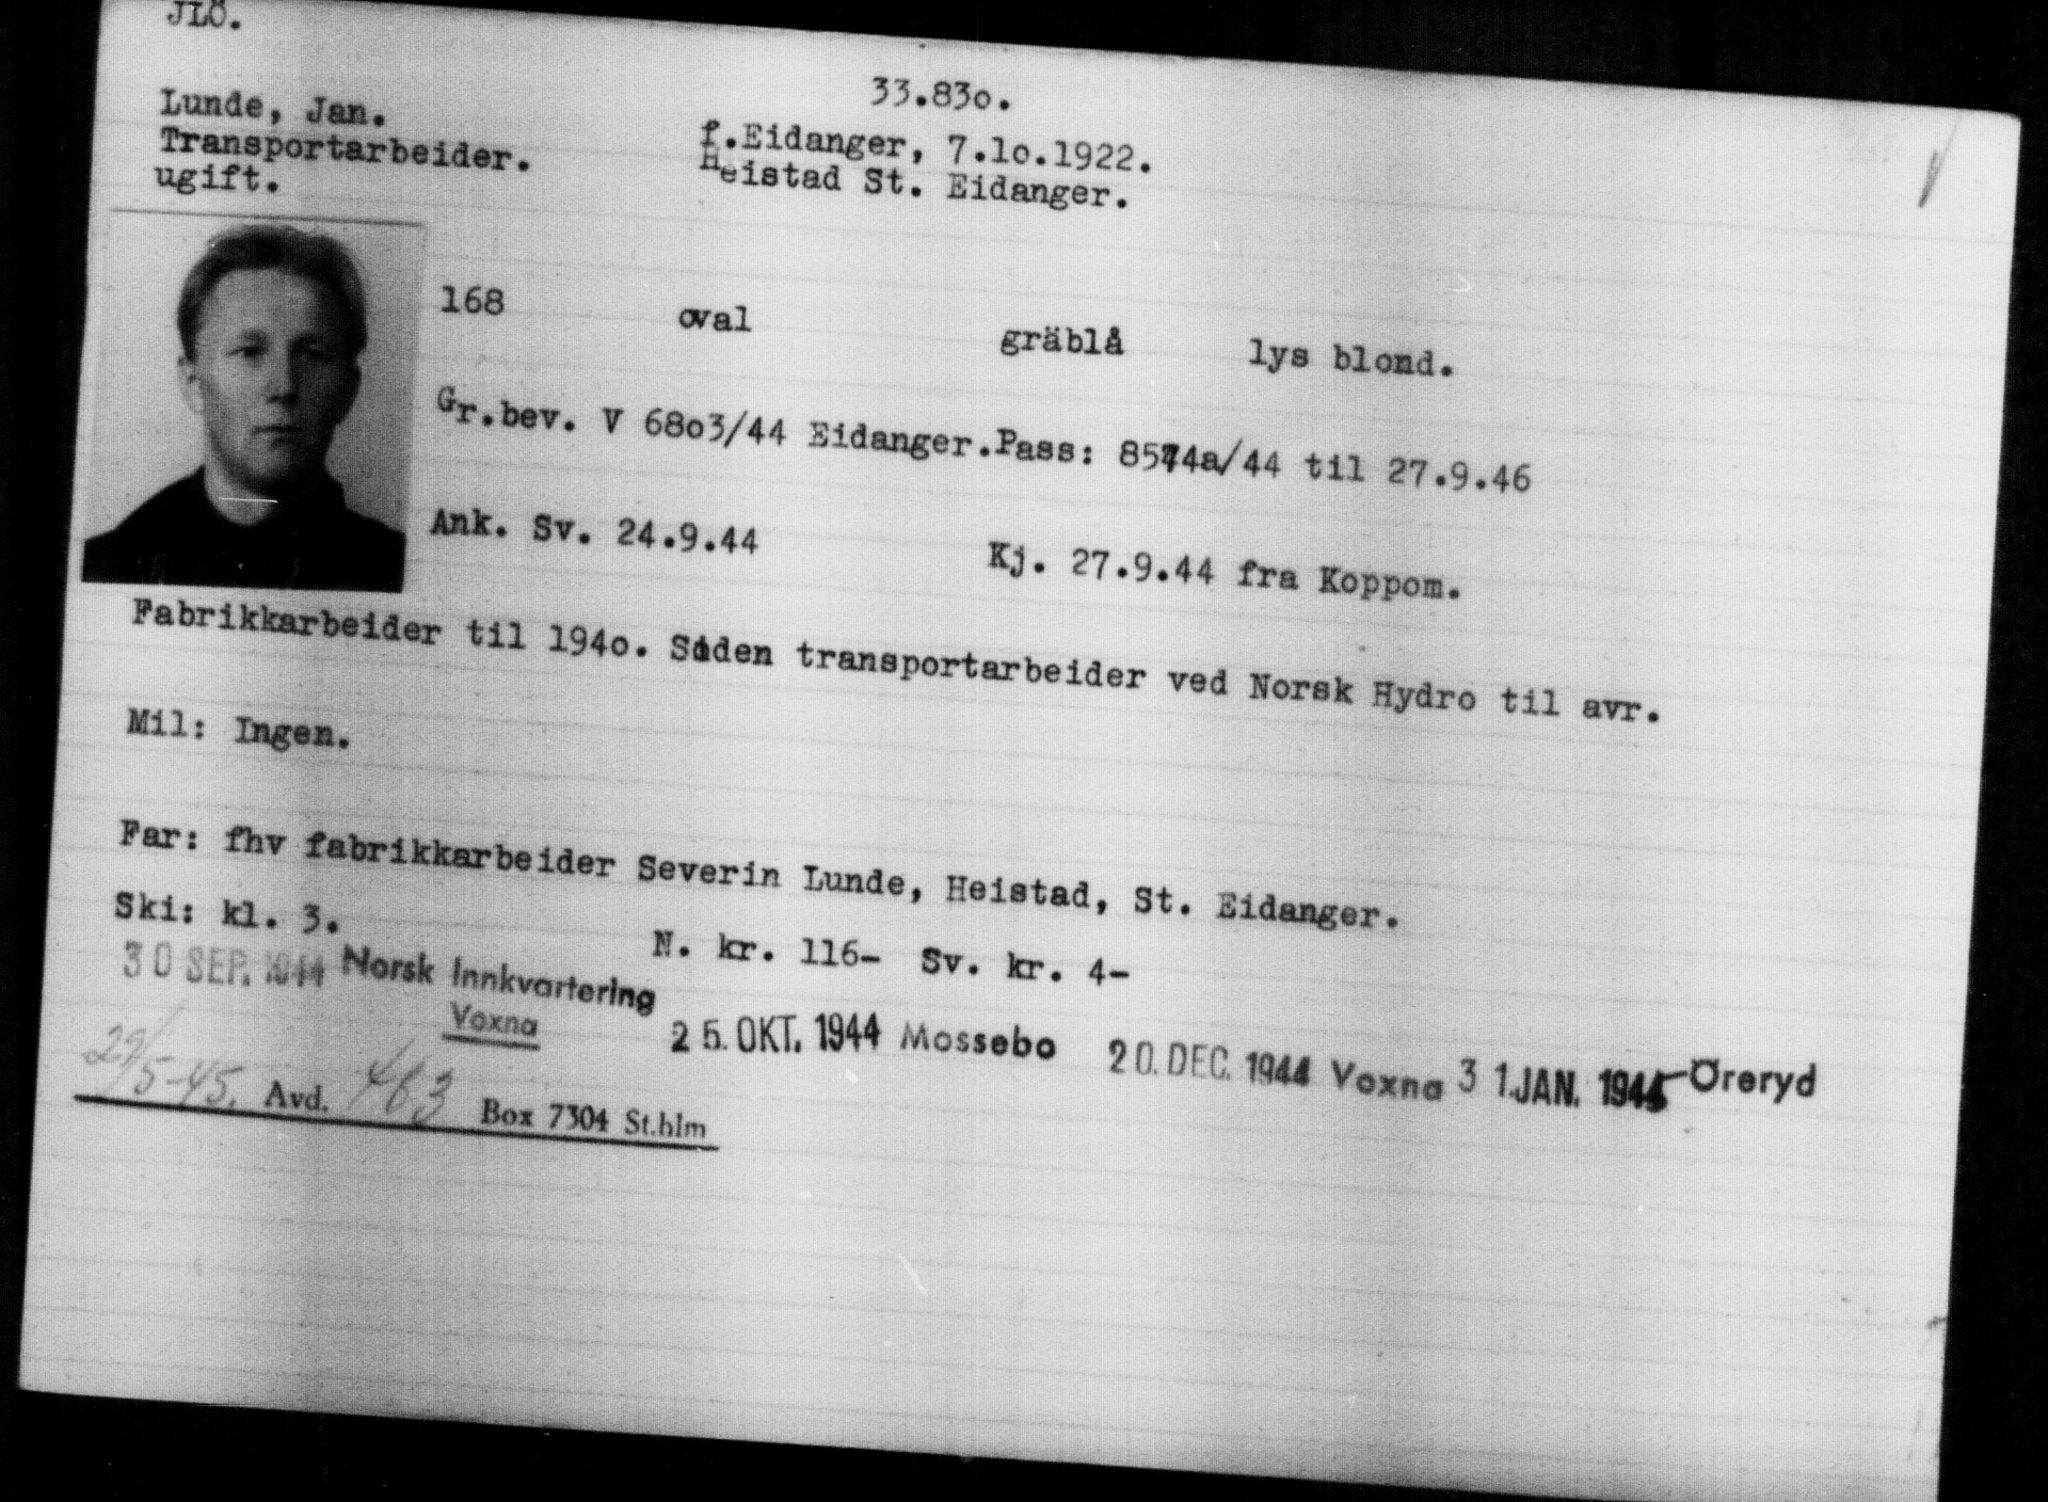 JLÖ.
33.83o.
Lunde, Jan.
f.Eidanger, 7.lo.1922.
Transportarbeider.
Heistad St. Eidanger.
ugift.
168 oval gräblå lys blond.
Gr.bev. V 68o3/44 Eidanger.Pass: 8574a/44 til 27.9.46
Ank. Sv. 24.9.44 Kj. 27.9.44 fra Koppom.
Fabrikkarbeider til 194o. Siden transportarbeider ved Norsk Hydro til avr.
Mil: Ingen.
Far: fhv fabrikkarbeider Severin Lunde, Heistad, St. Eidanger.
Ski: kl. 3. N. kr. 116- Sv. kr. 4-
30 SEP. 1944 Norsk Innkvartering
Voxna 25. OKT. 1944 Mossebo 20. DEC. 1944 Voxna 31. JAN. 1945 Öreryd
29/5-45. Avd. 463 Box 7304 St.hlm